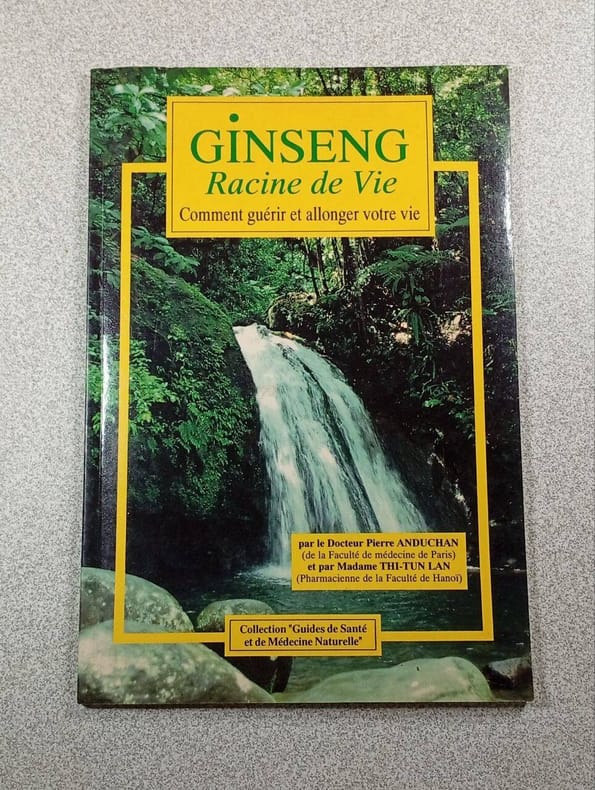 GiNSENG
Racine de Vie
Comment guérir et allonger votre vie
par le Docteur Pierre ANDUCHAN
(de la Faculté de médecine de Paris)
et par Madame THI-TUN LAN
(Pharmacienne de la Faculté de Hanoï)
Collection "Guides de Santé
et de Médecine Naturelle"